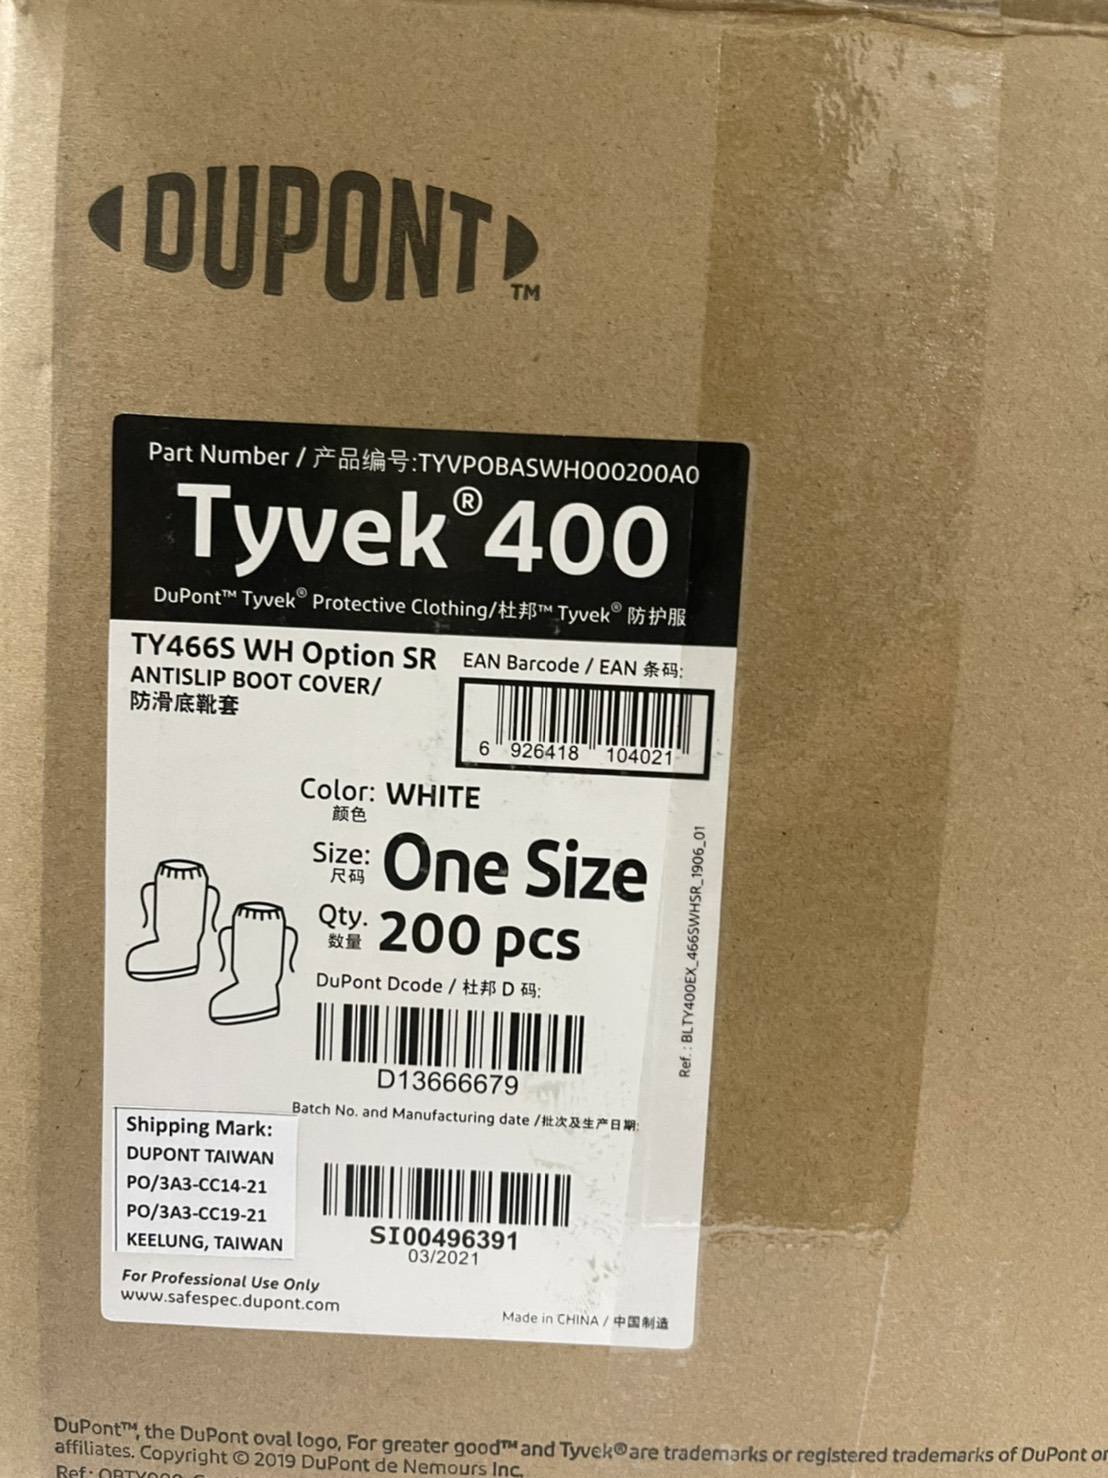 DUPONT
TM
Part Number / 产品编号:TYVPOBASWH000200A0
Tyvek®400
DuPont™ Tyvek® Protective Clothing/杜邦™ Tyvek® 防护服
TY466S WH Option SR
ANTISLIP BOOT COVER/
防滑底靴套
EAN Barcode / EAN 条码:
6 926418 104021
Color: WHITE
颜色
Size: One Size
尺码
Qty. 200 pcs
数量
DuPont Dcode / 杜邦 D 码:
D13666679
Ref. : BLTY400EX_466SWHSR_1906_01
Batch No. and Manufacturing date /批次及生产日期:
SI00496391
03/2021
Shipping Mark:
DUPONT TAIWAN
PO/3A3-CC14-21
PO/3A3-CC19-21
KEELUNG, TAIWAN
For Professional Use Only
www.safespec.dupont.com
Made in CHINA / 中国制造
DuPont™, the DuPont oval logo, For greater good™ and Tyvek® are trademarks or registered trademarks of DuPont or
affiliates. Copyright © 2019 DuPont de Nemours Inc.
Ref: